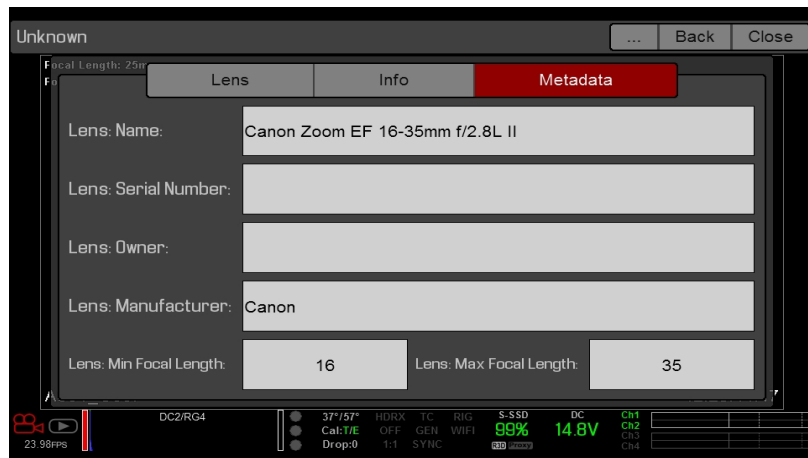 Unknown ... Back Close
Focal Length: 25m
Fo
Lens Info Metadata
Lens: Name: Canon Zoom EF 16-35mm f/2.8L II
Lens: Serial Number:
Lens: Owner:
Lens: Manufacturer: Canon
Lens: Min Focal Length: 16 Lens: Max Focal Length: 35
DC2/RG4 37°/57° HDRX TC RIG S-SSD DC Ch1
Cal:T/E OFF GEN WIFI 99% 14.8V Ch2
23.98FPS Drop:0 1:1 SYNC R3D Proxy Ch3
Ch4